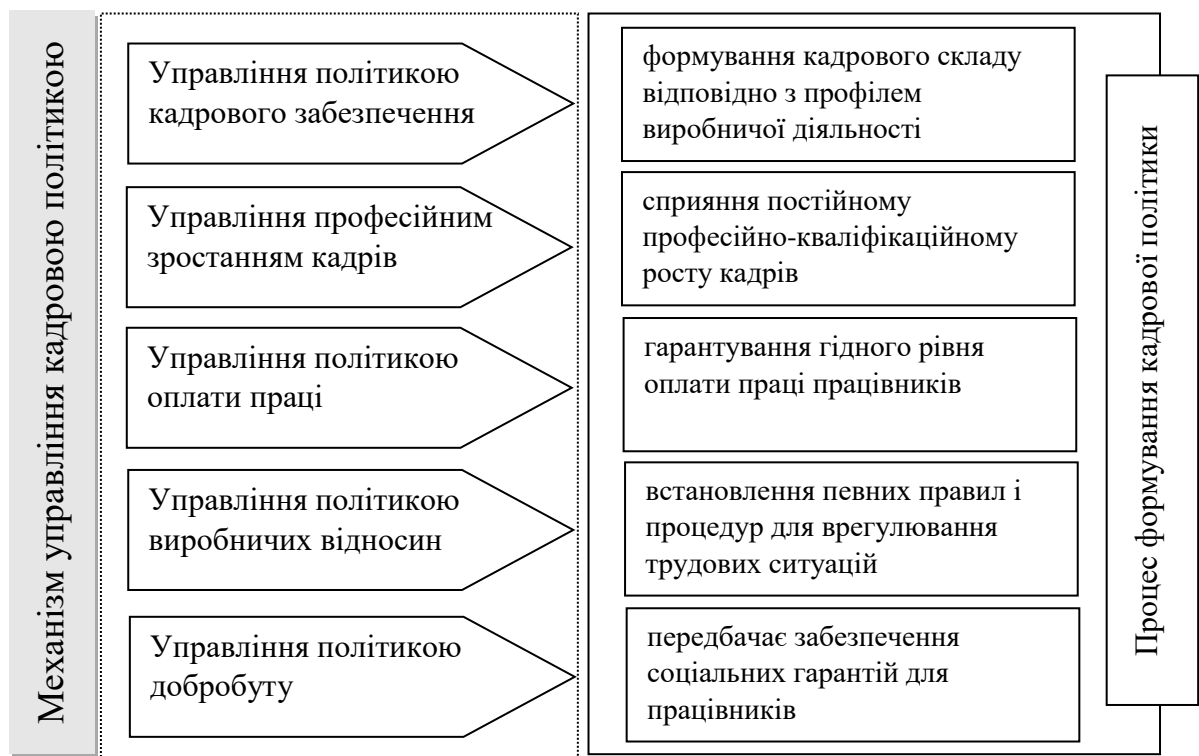 Механізм управління кадровою політикою
Управління політикою
кадрового забезпечення
формування кадрового складу
відповідно з профілем
виробничої діяльності
Управління професійним
зростанням кадрів
сприяння постійному
професійно-кваліфікаційному
росту кадрів
Управління політикою
оплати праці
гарантування гідного рівня
оплати праці працівників
Управління політикою
виробничих відносин
встановлення певних правил і
процедур для врегулювання
трудових ситуацій
Управління політикою
добробуту
передбачає забезпечення
соціальних гарантій для
працівників
Процес формування кадрової політики